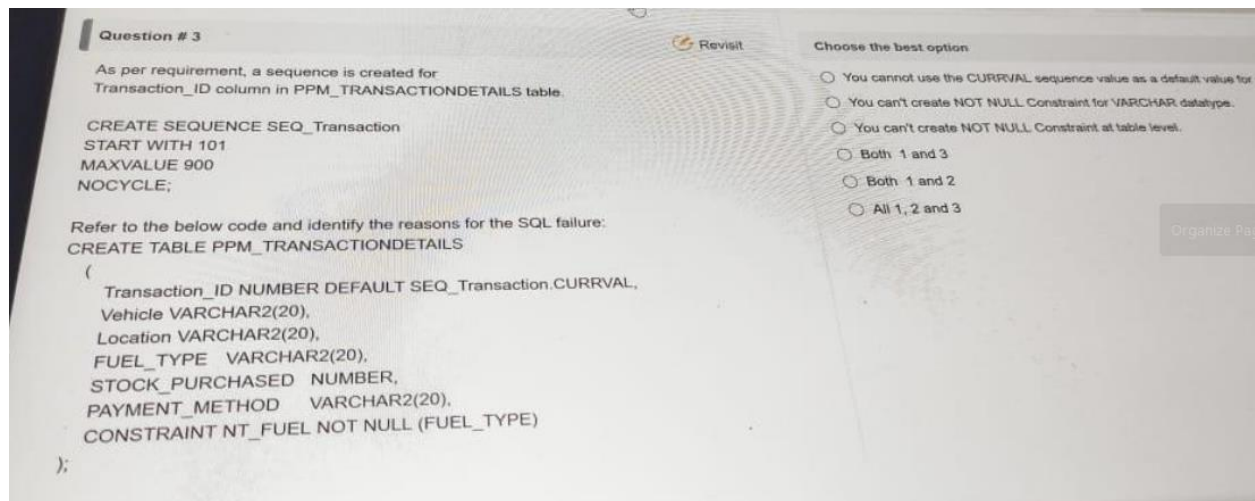 Question # 3
Revisit
As per requirement, a sequence is created for
Transaction_ID column in PPM_TRANSACTIONDETAILS table.
CREATE SEQUENCE SEQ_Transaction
START WITH 101
MAXVALUE 900
NOCYCLE;
Refer to the below code and identify the reasons for the SQL failure:
CREATE TABLE PPM_TRANSACTIONDETAILS
(
Transaction_ID NUMBER DEFAULT SEQ_Transaction.CURRVAL,
Vehicle VARCHAR2(20),
Location VARCHAR2(20),
FUEL_TYPE VARCHAR2(20),
STOCK_PURCHASED NUMBER,
PAYMENT_METHOD VARCHAR2(20),
CONSTRAINT NT_FUEL NOT NULL (FUEL_TYPE)
);
Choose the best option
You cannot use the CURRVAL sequence value as a default value for
You can't create NOT NULL Constraint for VARCHAR datatype.
You can't create NOT NULL Constraint at table level.
Both 1 and 3
Both 1 and 2
All 1, 2 and 3
Organize